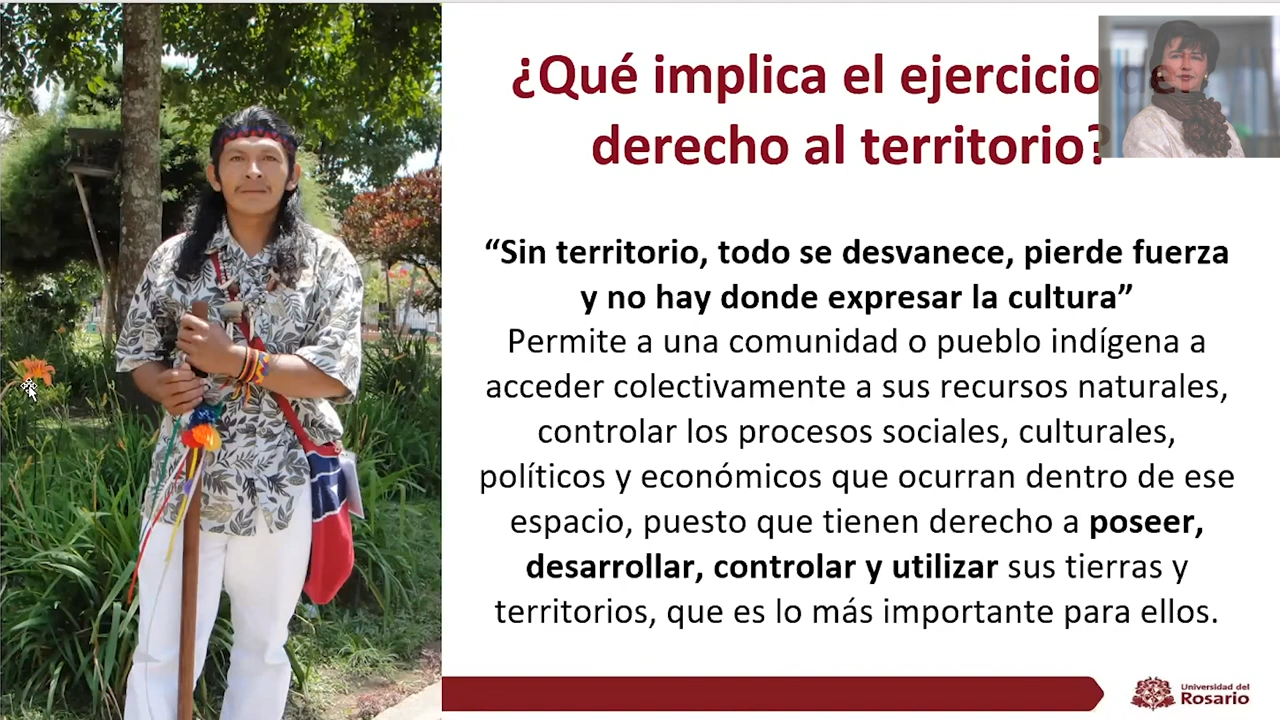 ¿Qué implica el ejercicio del
derecho al territorio?
“Sin territorio, todo se desvanece, pierde fuerza
y no hay donde expresar la cultura”
Permite a una comunidad o pueblo indígena a
acceder colectivamente a sus recursos naturales,
controlar los procesos sociales, culturales,
políticos y económicos que ocurran dentro de ese
espacio, puesto que tienen derecho a poseer,
desarrollar, controlar y utilizar sus tierras y
territorios, que es lo más importante para ellos.
Universidad del
Rosario